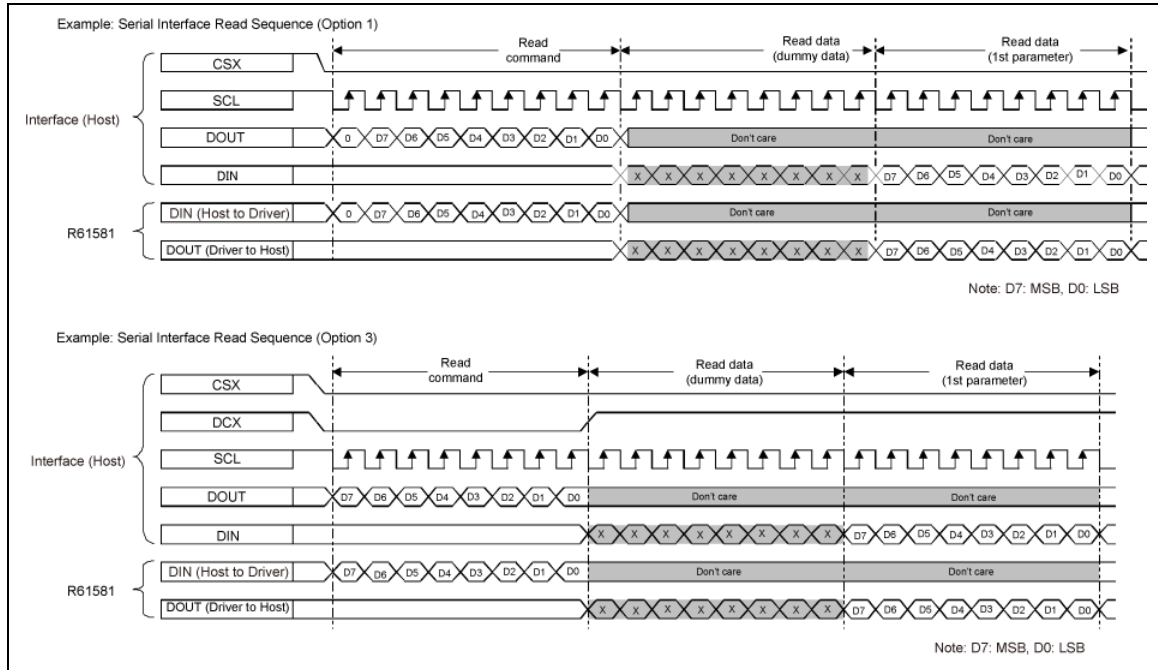 Example: Serial Interface Read Sequence (Option 1)
Read command
Read data (dummy data)
Read data (1st parameter)
Interface (Host)
CSX
SCL
DOUT
0 D7 D6 D5 D4 D3 D2 D1 D0
Don't care
Don't care
DIN
X X X X X X X X
D7 D6 D5 D4 D3 D2 D1 D0
R61581
DIN (Host to Driver)
0 D7 D6 D5 D4 D3 D2 D1 D0
Don't care
Don't care
DOUT (Driver to Host)
X X X X X X X X
D7 D6 D5 D4 D3 D2 D1 D0
Note: D7: MSB, D0: LSB
Example: Serial Interface Read Sequence (Option 3)
Read command
Read data (dummy data)
Read data (1st parameter)
Interface (Host)
CSX
DCX
SCL
DOUT
D7 D6 D5 D4 D3 D2 D1 D0
Don't care
Don't care
DIN
X X X X X X X X
D7 D6 D5 D4 D3 D2 D1 D0
R61581
DIN (Host to Driver)
D7 D6 D5 D4 D3 D2 D1 D0
Don't care
Don't care
DOUT (Driver to Host)
X X X X X X X X
D7 D6 D5 D4 D3 D2 D1 D0
Note: D7: MSB, D0: LSB